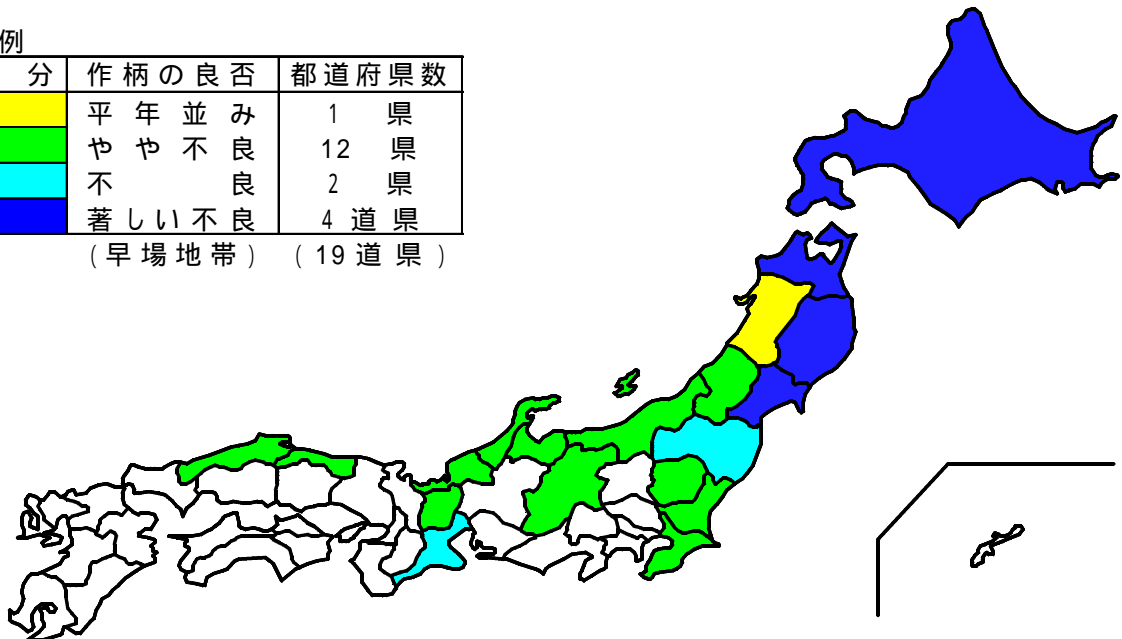 例
分 作柄の良否 都道府県数
平年並み 1 県
やや不良 12 県
不良 2 県
著しい不良 4 道県
(早場地帯) (19道県)